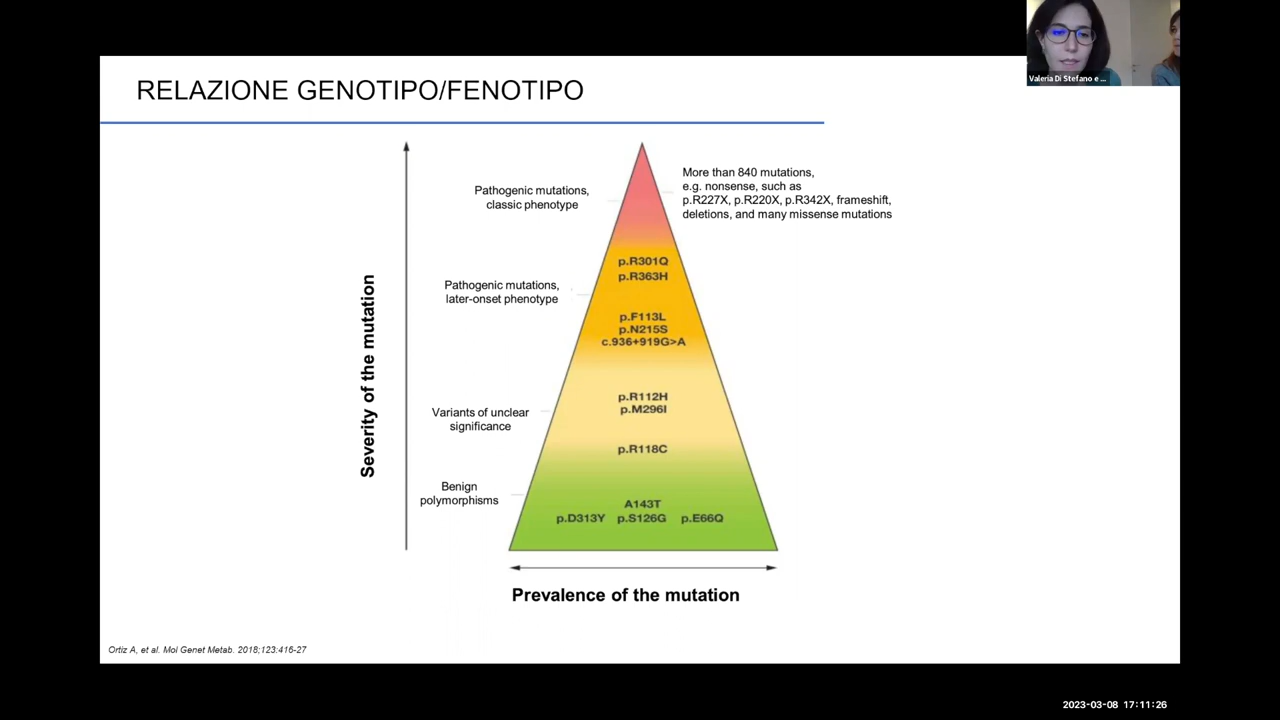 Valeria Di Stefano e ...
RELAZIONE GENOTIPO/FENOTIPO
Pathogenic mutations,
classic phenotype
More than 840 mutations,
e.g. nonsense, such as
p.R227X, p.R220X, p.R342X, frameshift,
deletions, and many missense mutations
p.R301Q
p.R363H
Pathogenic mutations,
later-onset phenotype
p.F113L
p.N215S
c.936+919G>A
Severity of the mutation
p.R112H
p.M296I
Variants of unclear
significance
p.R118C
Benign
polymorphisms
A143T
p.D313Y p.S126G p.E66Q
Prevalence of the mutation
Ortiz A, et al. Mol Genet Metab. 2018;123:416-27
2023-03-08 17:11:26